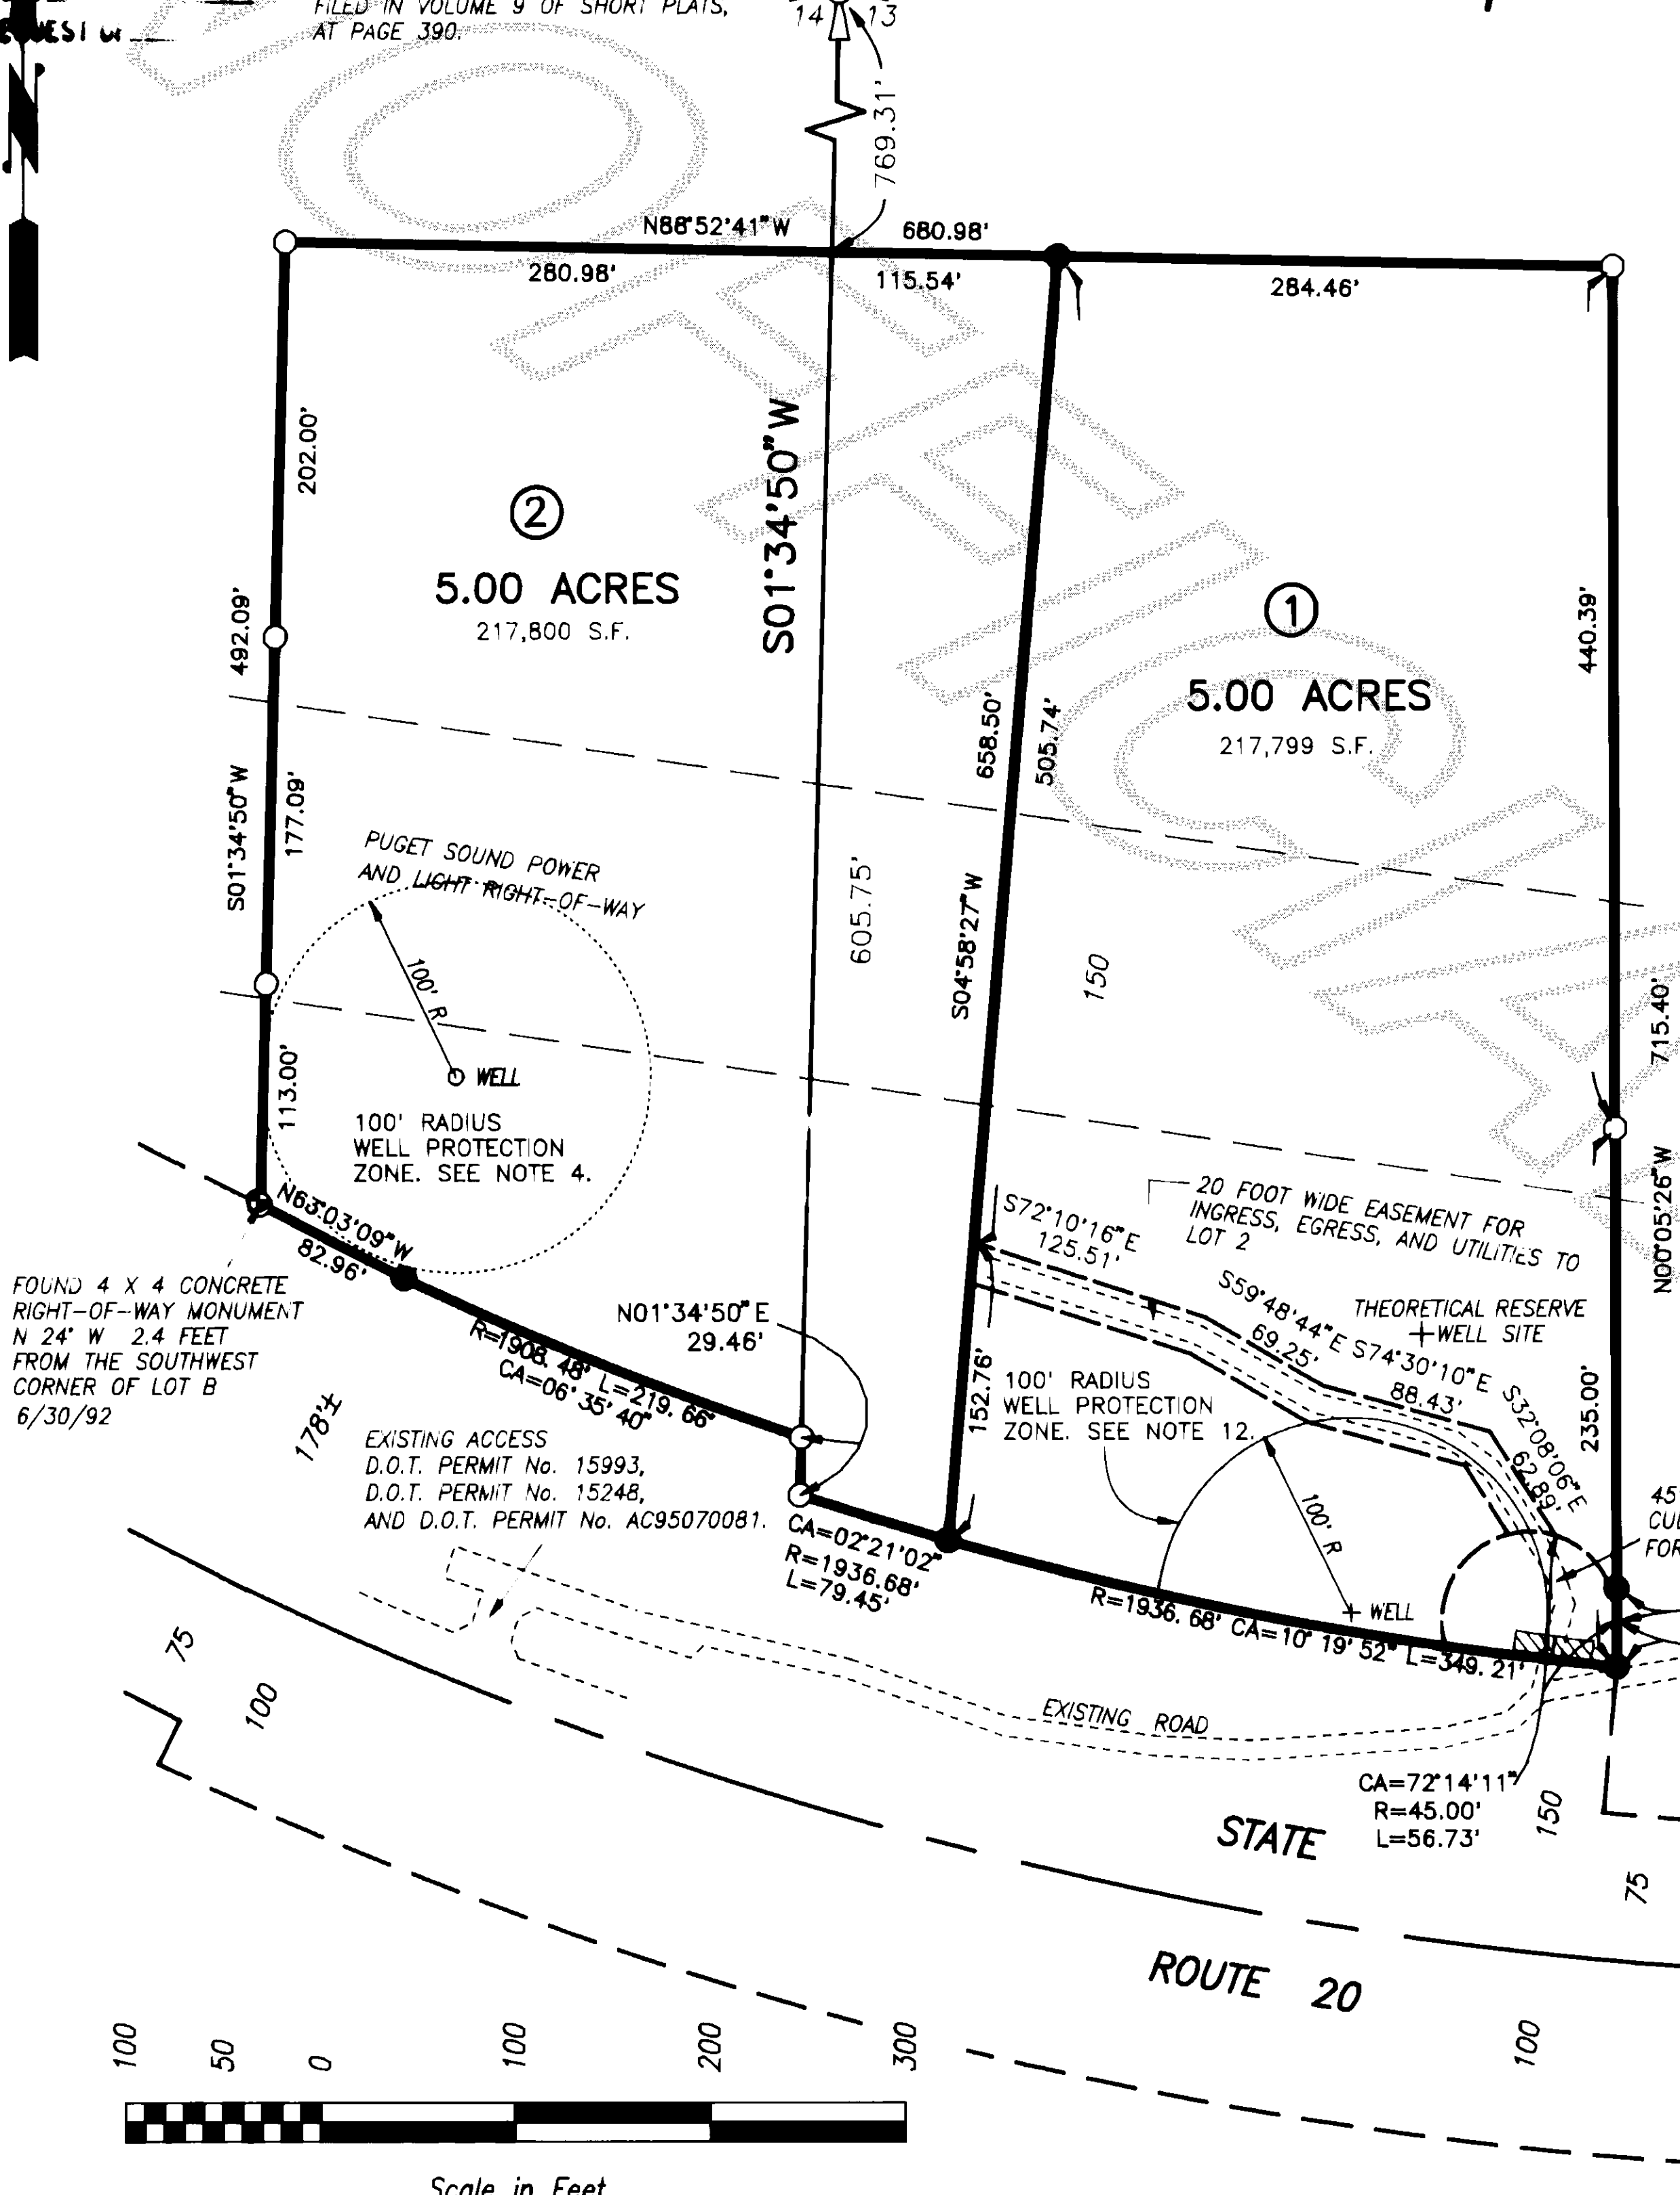 FILED IN VOLUME 9 OF SHORT PLATS,
AT PAGE 390.
14 13
769.31'
N88°52'41"W 680.98'
280.98' 115.54' 284.46'
202.00'
S01°34'50"W
2
5.00 ACRES
217,800 S.F.
1
5.00 ACRES
217,799 S.F.
492.09'
440.39'
658.50'
505.74'
S01°34'50"W
177.09'
PUGET SOUND POWER
AND LIGHT RIGHT-OF-WAY
605.75'
S04°58'27"W
150
100' R
WELL
715.40'
113.00'
100' RADIUS
WELL PROTECTION
ZONE. SEE NOTE 4.
N00°05'26"W
N63°03'09"W
82.96'
20 FOOT WIDE EASEMENT FOR
INGRESS, EGRESS, AND UTILITIES TO
LOT 2
S72°10'16"E
125.51'
S59°48'44"E
69.25'
THEORETICAL RESERVE
WELL SITE
S74°30'10"E
88.43'
S32°08'06"E
62.89'
FOUND 4 X 4 CONCRETE
RIGHT-OF-WAY MONUMENT
N 24° W 2.4 FEET
FROM THE SOUTHWEST
CORNER OF LOT B
6/30/92
N01°34'50"E
29.46'
R=1908.48' L=219.66'
CA=06°35'40"
152.76'
100' RADIUS
WELL PROTECTION
ZONE. SEE NOTE 12.
235.00'
178'±
EXISTING ACCESS
D.O.T. PERMIT No. 15993,
D.O.T. PERMIT No. 15248,
AND D.O.T. PERMIT No. AC95070081.
100' R
45
FOR
CA=02°21'02"
R=1936.68'
L=79.45'
WELL
R=1936.68' CA=10°19'52" L=349.21'
75
100
EXISTING ROAD
CA=72°14'11"
R=45.00'
L=56.73'
150
STATE
75
ROUTE 20
100
100 50 0 100 200 300
Scale in Feet